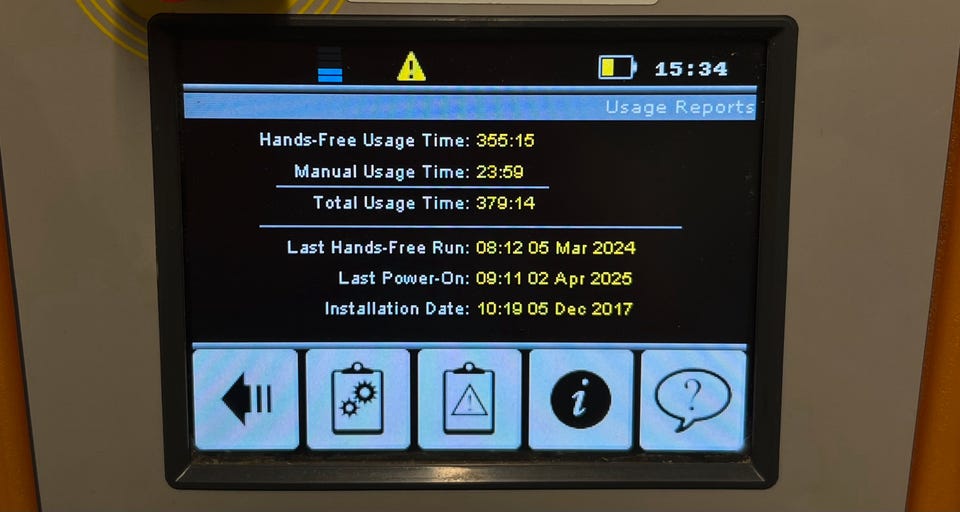 15:34
Usage Reports
Hands-Free Usage Time: 355:15
Manual Usage Time: 23:59
Total Usage Time: 379:14
Last Hands-Free Run: 08:12 05 Mar 2024
Last Power-On: 09:11 02 Apr 2025
Installation Date: 10:19 05 Dec 2017